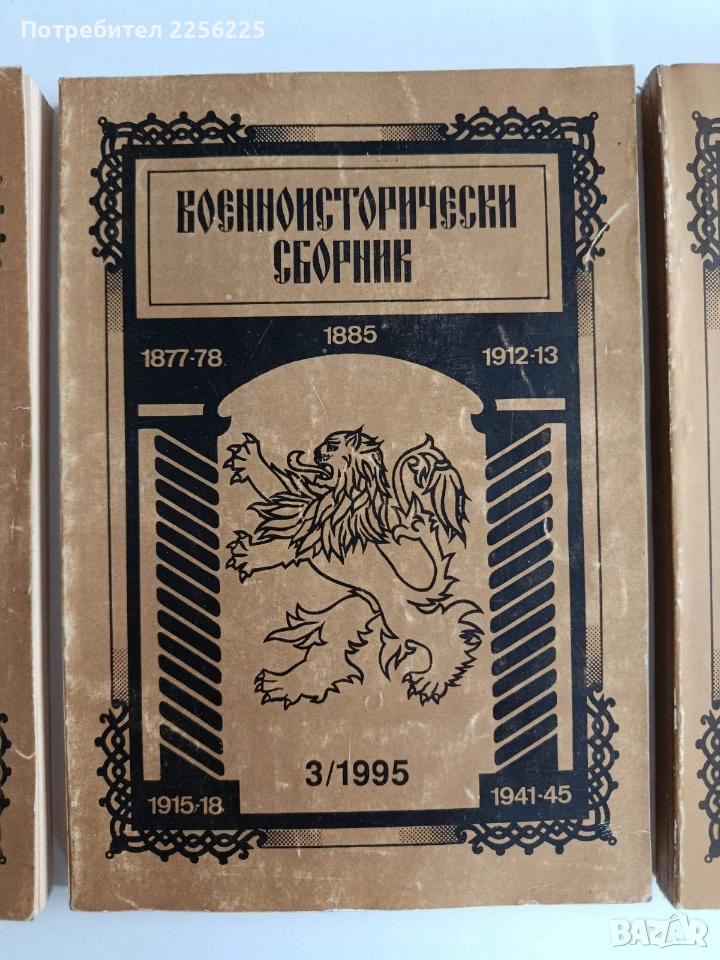 Потребител 2256225
ВОЕННОИСТОРИЧЕСКИ
СБОРНИК
1885
1877-78
1912-13
3/1995
1915-18
1941-45
BAZAR